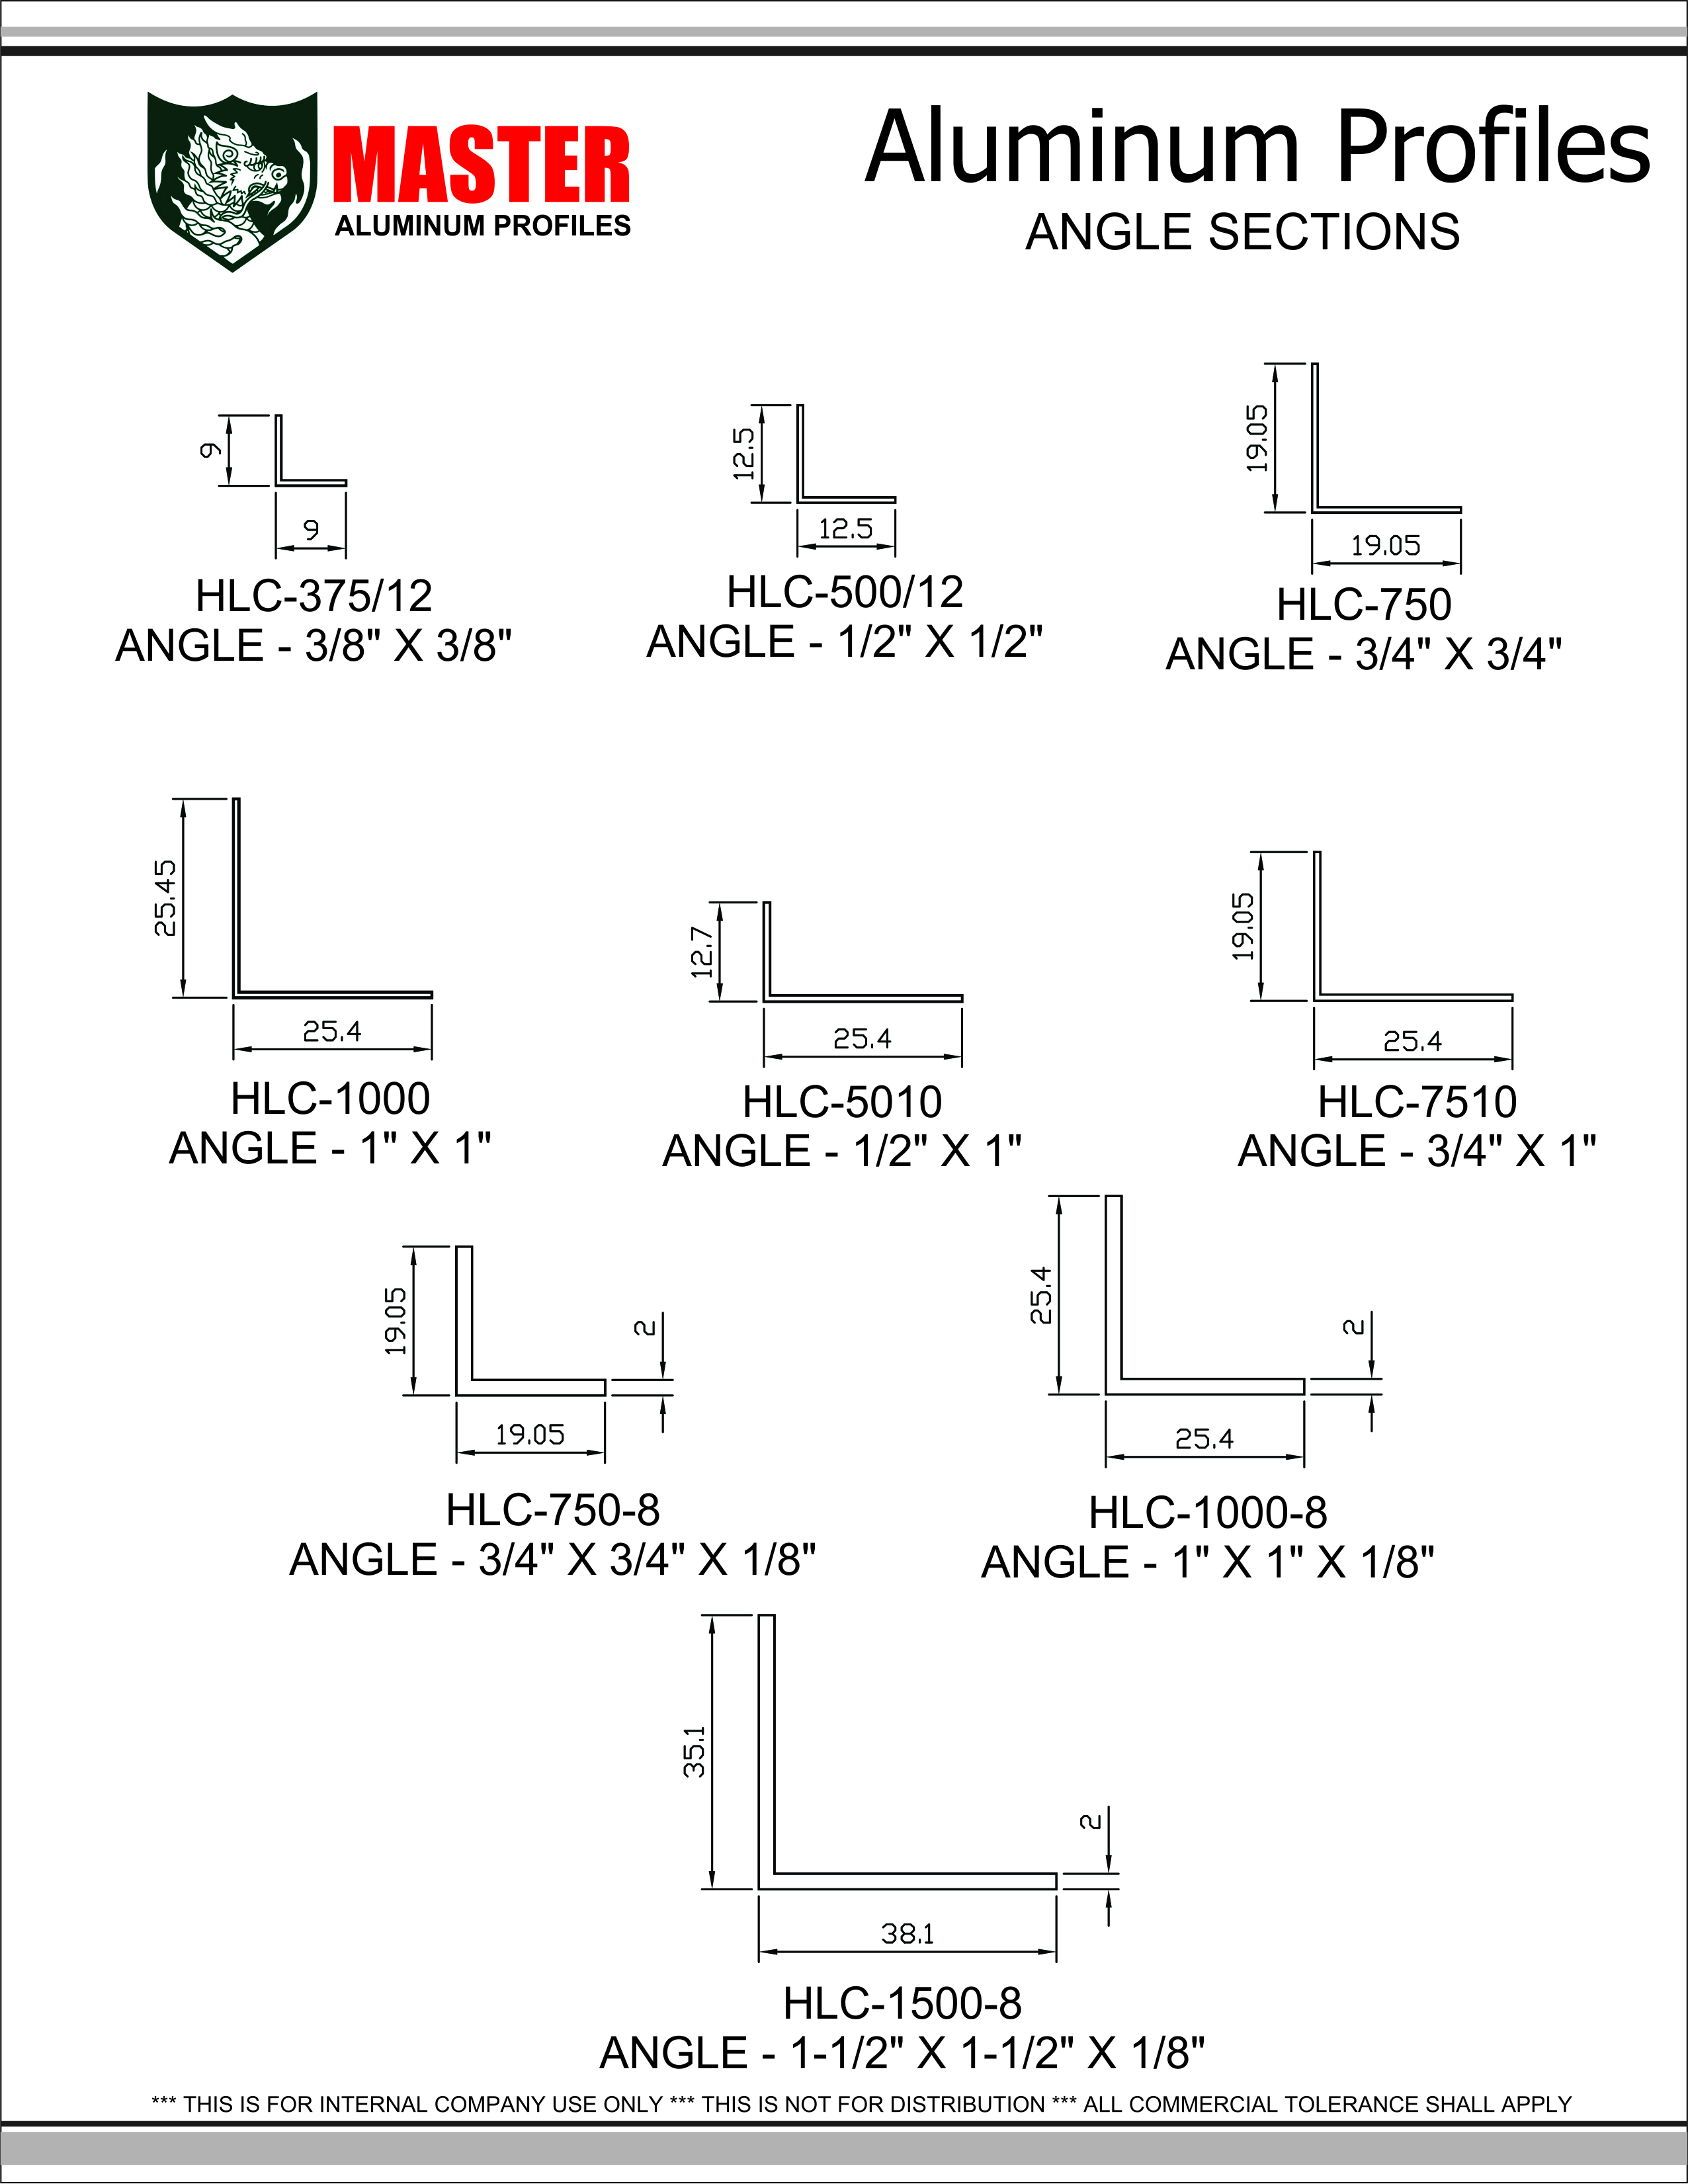 MASTER
ALUMINUM PROFILES
Aluminum Profiles
ANGLE SECTIONS
9
9
HLC-375/12
ANGLE - 3/8" X 3/8"
12.5
12.5
HLC-500/12
ANGLE - 1/2" X 1/2"
19.05
19.05
HLC-750
ANGLE - 3/4" X 3/4"
25.45
25.4
HLC-1000
ANGLE - 1" X 1"
12.7
25.4
HLC-5010
ANGLE - 1/2" X 1"
19.05
25.4
HLC-7510
ANGLE - 3/4" X 1"
19.05
2
19.05
HLC-750-8
ANGLE - 3/4" X 3/4" X 1/8"
25.4
2
25.4
HLC-1000-8
ANGLE - 1" X 1" X 1/8"
35.1
2
38.1
HLC-1500-8
ANGLE - 1-1/2" X 1-1/2" X 1/8"
*** THIS IS FOR INTERNAL COMPANY USE ONLY *** THIS IS NOT FOR DISTRIBUTION *** ALL COMMERCIAL TOLERANCE SHALL APPLY